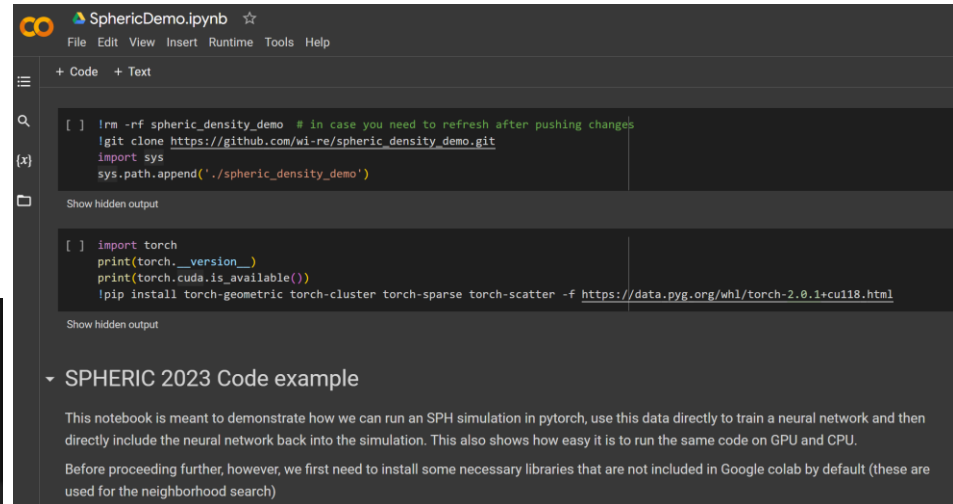 SphericDemo.ipynb
File Edit View Insert Runtime Tools Help
+ Code + Text
[ ] !rm -rf spheric_density_demo # in case you need to refresh after pushing changes
!git clone https://github.com/wi-re/spheric_density_demo.git
import sys
sys.path.append('./spheric_density_demo')
Show hidden output
[ ] import torch
print(torch.__version__)
print(torch.cuda.is_available())
!pip install torch-geometric torch-cluster torch-sparse torch-scatter -f https://data.pyg.org/whl/torch-2.0.1+cu118.html
Show hidden output
SPHERIC 2023 Code example
This notebook is meant to demonstrate how we can run an SPH simulation in pytorch, use this data directly to train a neural network and then
directly include the neural network back into the simulation. This also shows how easy it is to run the same code on GPU and CPU.
Before proceeding further, however, we first need to install some necessary libraries that are not included in Google colab by default (these are
used for the neighborhood search)